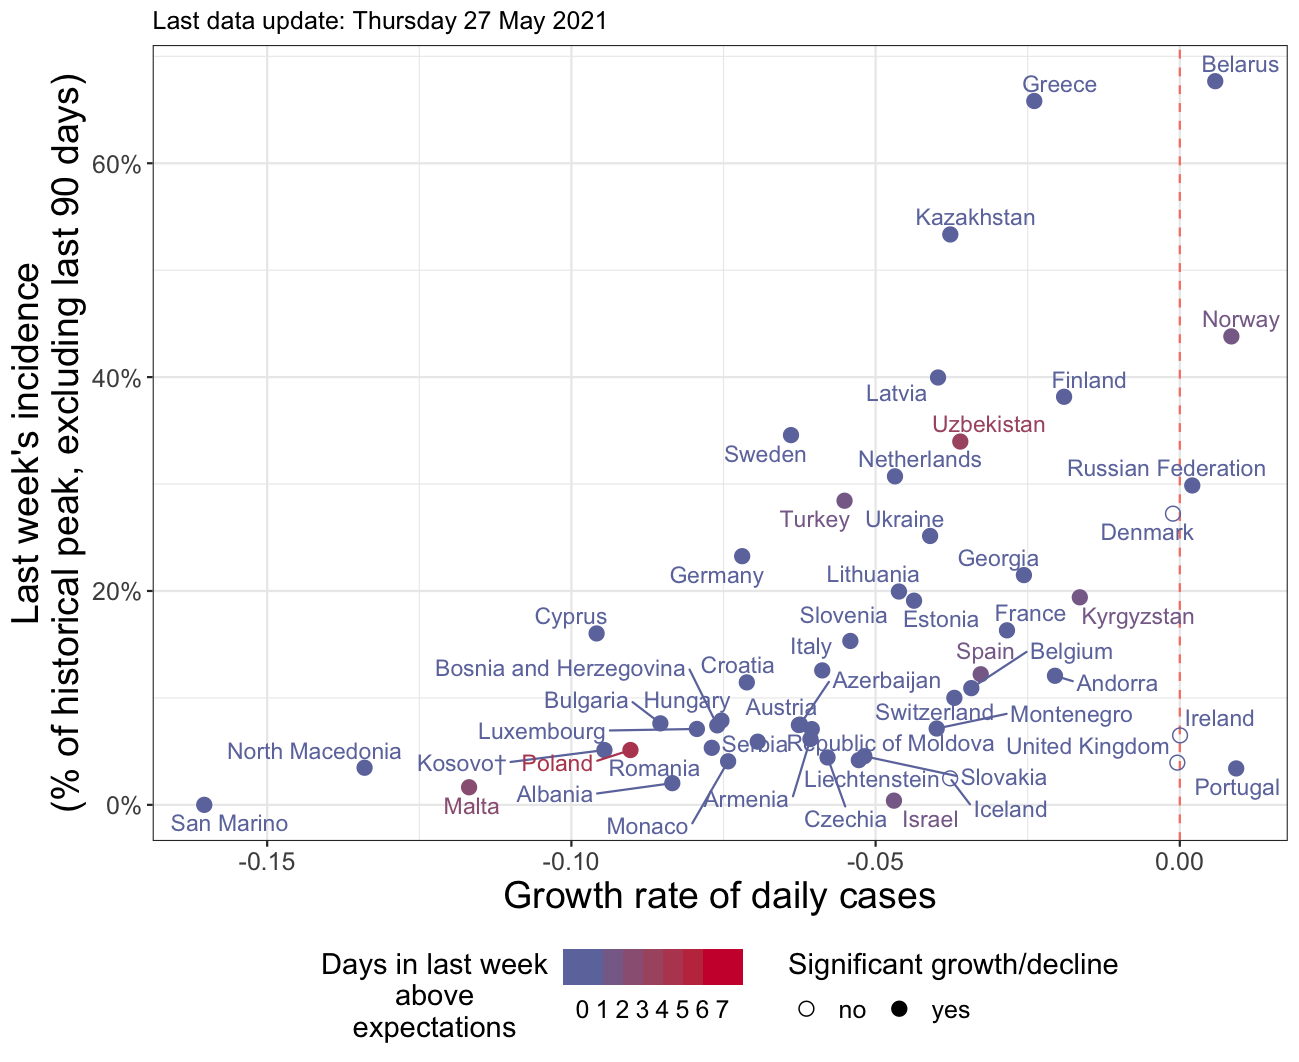 Last data update: Thursday 27 May 2021
Last week's incidence
(% of historical peak, excluding last 90 days)
60%
40%
20%
0%
Belarus
Greece
Kazakhstan
Norway
Finland
Latvia
Uzbekistan
Sweden
Netherlands
Russian Federation
Turkey
Ukraine
Denmark
Georgia
Germany
Lithuania
Cyprus
Slovenia
Estonia
France
Kyrgyzstan
Italy
Spain
Belgium
Bosnia and Herzegovina
Croatia
Azerbaijan
Andorra
Bulgaria
Hungary
Austria
Switzerland
Montenegro
Ireland
Luxembourg
Serbia
Republic of Moldova
United Kingdom
North Macedonia
Kosovo†
Poland
Romania
Liechtenstein
Slovakia
Portugal
Albania
Armenia
Malta
Iceland
San Marino
Monaco
Czechia
Israel
-0.15
-0.10
-0.05
0.00
Growth rate of daily cases
Days in last week
above
expectations
0 1 2 3 4 5 6 7
Significant growth/decline
no
yes